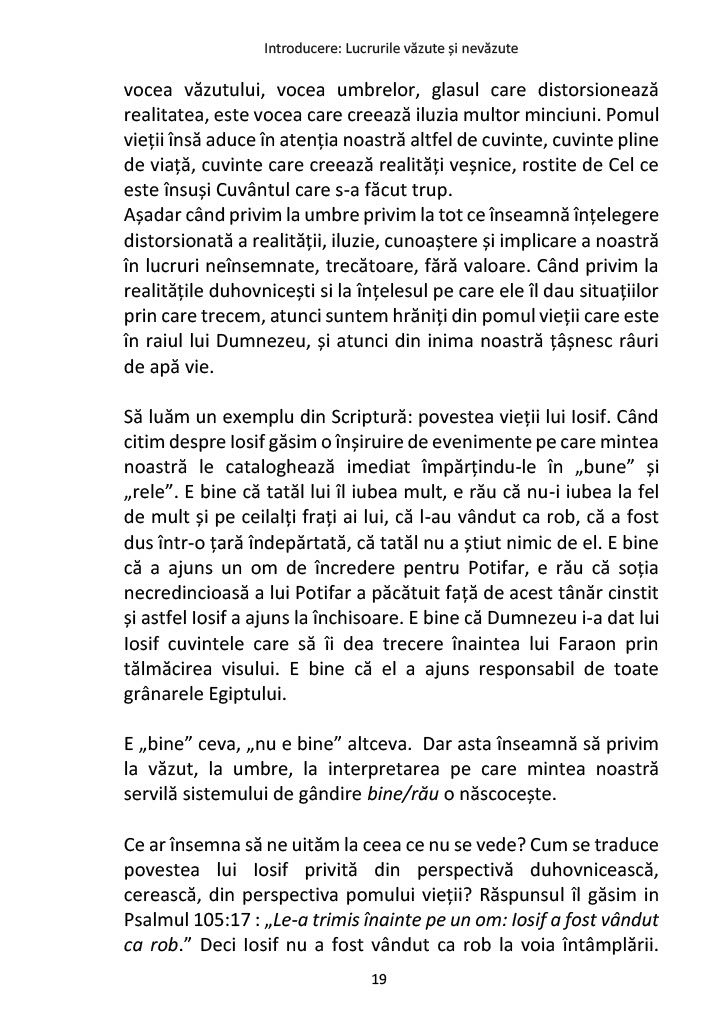 Introducere: Lucrurile văzute și nevăzute
vocea văzutului, vocea umbrelor, glasul care distorsionează
realitatea, este vocea care creează iluzia multor minciuni. Pomul
vieții însă aduce în atenția noastră altfel de cuvinte, cuvinte pline
de viață, cuvinte care creează realități veșnice, rostite de Cel ce
este însuși Cuvântul care s-a făcut trup.
Așadar când privim la umbre privim la tot ce înseamnă înțelegere
distorsionată a realității, iluzie, cunoaștere și implicare a noastră
în lucruri neînsemnate, trecătoare, fără valoare. Când privim la
realitățile duhovnicești si la înțelesul pe care ele îl dau situațiilor
prin care trecem, atunci suntem hrăniți din pomul vieții care este
în raiul lui Dumnezeu, și atunci din inima noastră țâșnesc râuri
de apă vie.
Să luăm un exemplu din Scriptură: povestea vieții lui Iosif. Când
citim despre Iosif găsim o înșiruire de evenimente pe care mintea
noastră le cataloghează imediat împărțindu-le în „bune” și
„rele”. E bine că tatăl lui îl iubea mult, e rău că nu-i iubea la fel
de mult și pe ceilalți frați ai lui, că l-au vândut ca rob, că a fost
dus într-o țară îndepărtată, că tatăl nu a știut nimic de el. E bine
că a ajuns un om de încredere pentru Potifar, e rău că soția
necredincioasă a lui Potifar a păcătuit față de acest tânăr cinstit
și astfel Iosif a ajuns la închisoare. E bine că Dumnezeu i-a dat lui
Iosif cuvintele care să îi dea trecere înaintea lui Faraon prin
tălmăcirea visului. E bine că el a ajuns responsabil de toate
grânarele Egiptului.
E „bine” ceva, „nu e bine” altceva.  Dar asta înseamnă să privim
la văzut, la umbre, la interpretarea pe care mintea noastră
servilă sistemului de gândire bine/rău o născocește.
Ce ar însemna să ne uităm la ceea ce nu se vede? Cum se traduce
povestea lui Iosif privită din perspectivă duhovnicească,
cerească, din perspectiva pomului vieții? Răspunsul îl găsim in
Psalmul 105:17 : „Le-a trimis înainte pe un om: Iosif a fost vândut
ca rob.” Deci Iosif nu a fost vândut ca rob la voia întâmplării.
19